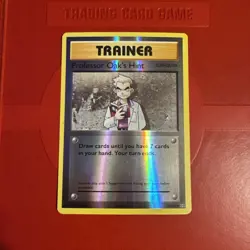 TRADING CARD GAME
TRAINER
Professor Oak's Hint
Draw cards until you have 7 cards
in your hand. Your turn ends.